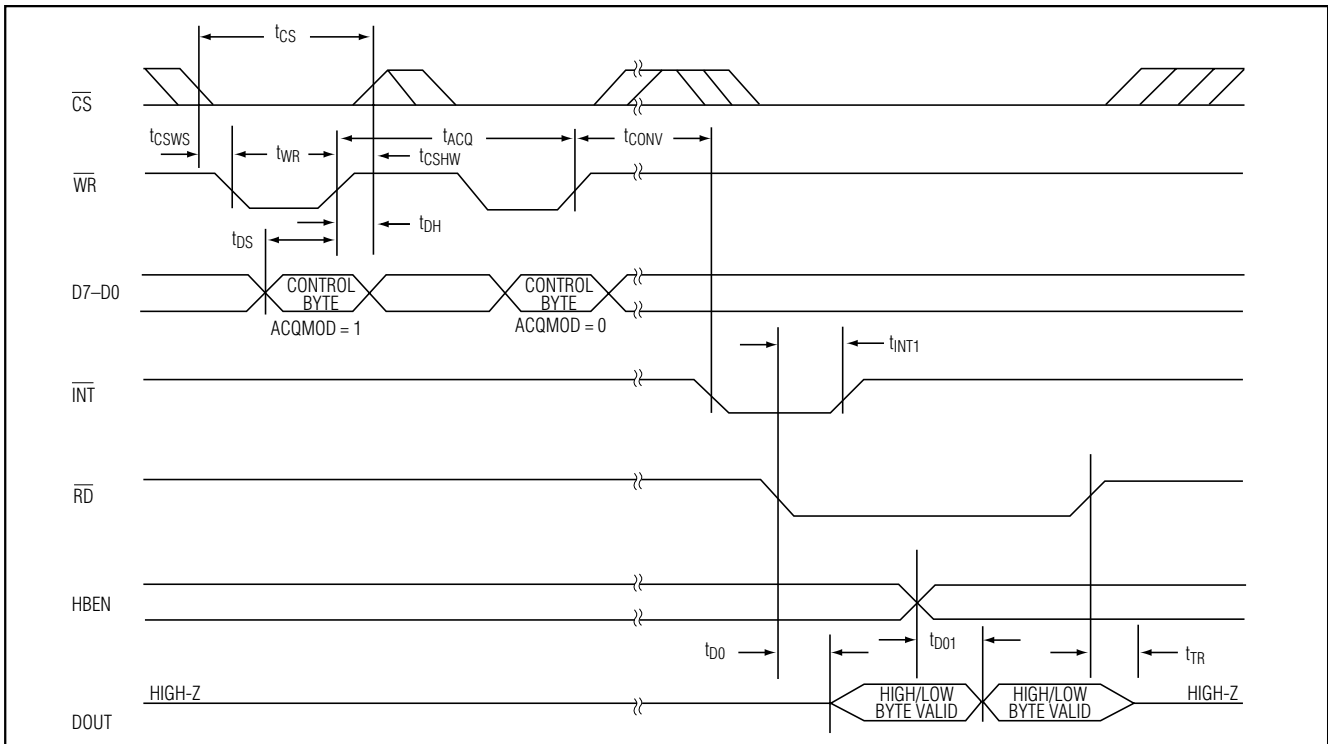 tCS
CS
tCSWS
tWR
tACQ
tCSHW
tCONV
WR
tDH
tDS
D7–D0
CONTROL
BYTE
CONTROL
BYTE
ACQMOD = 1
ACQMOD = 0
tINT1
INT
RD
HBEN
tD0
tD01
tTR
HIGH-Z
HIGH/LOW
BYTE VALID
HIGH/LOW
BYTE VALID
HIGH-Z
DOUT